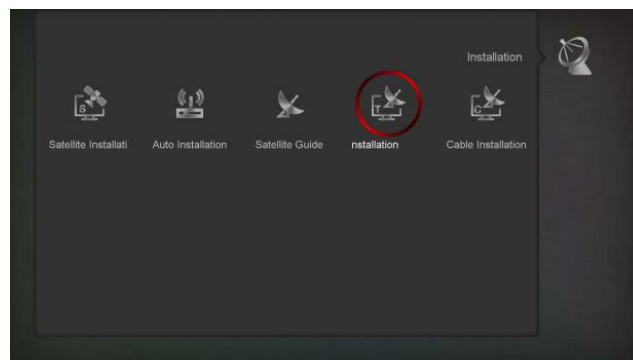 Installation
S
T
C
Satellite Installati
Auto Installation
Satellite Guide
nstallation
Cable Installation